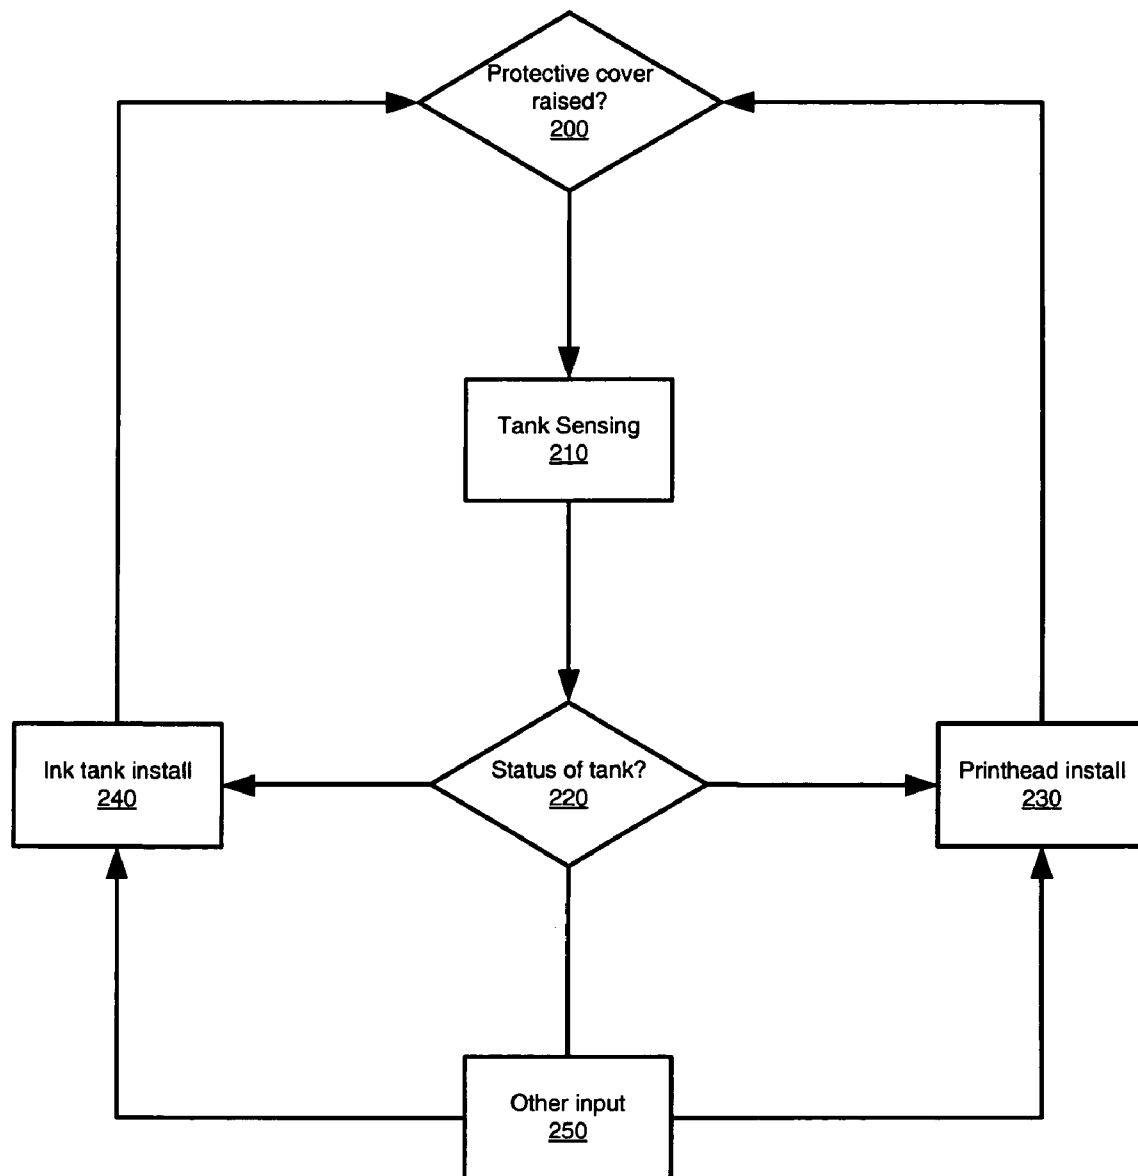 Protective cover
raised?
200
Tank Sensing
210
Ink tank install
240
Status of tank?
220
Printhead install
230
Other input
250